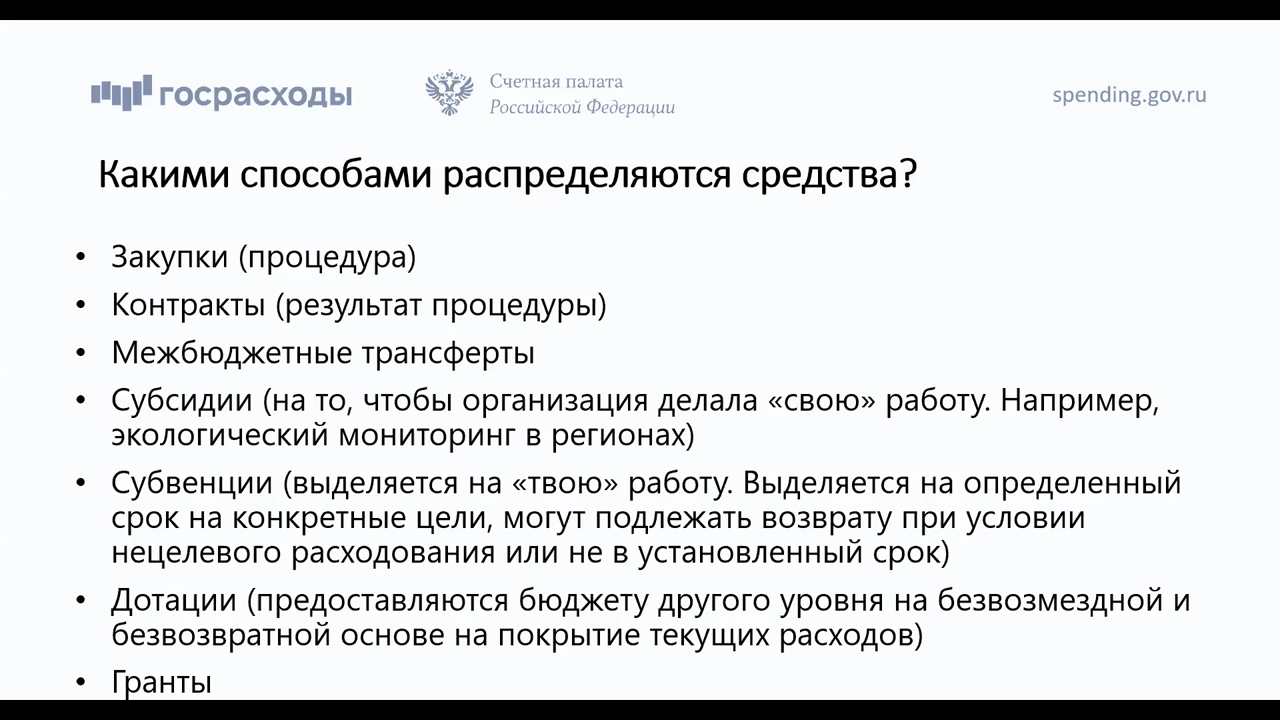 госрасходы
Счетная палата
Российской Федерации
spending.gov.ru
Какими способами распределяются средства?
• Закупки (процедура)
• Контракты (результат процедуры)
• Межбюджетные трансферты
• Субсидии (на то, чтобы организация делала «свою» работу. Например,
экологический мониторинг в регионах)
• Субвенции (выделяется на «твою» работу. Выделяется на определенный
срок на конкретные цели, могут подлежать возврату при условии
нецелевого расходования или не в установленный срок)
• Дотации (предоставляются бюджету другого уровня на безвозмездной и
безвозвратной основе на покрытие текущих расходов)
• Гранты